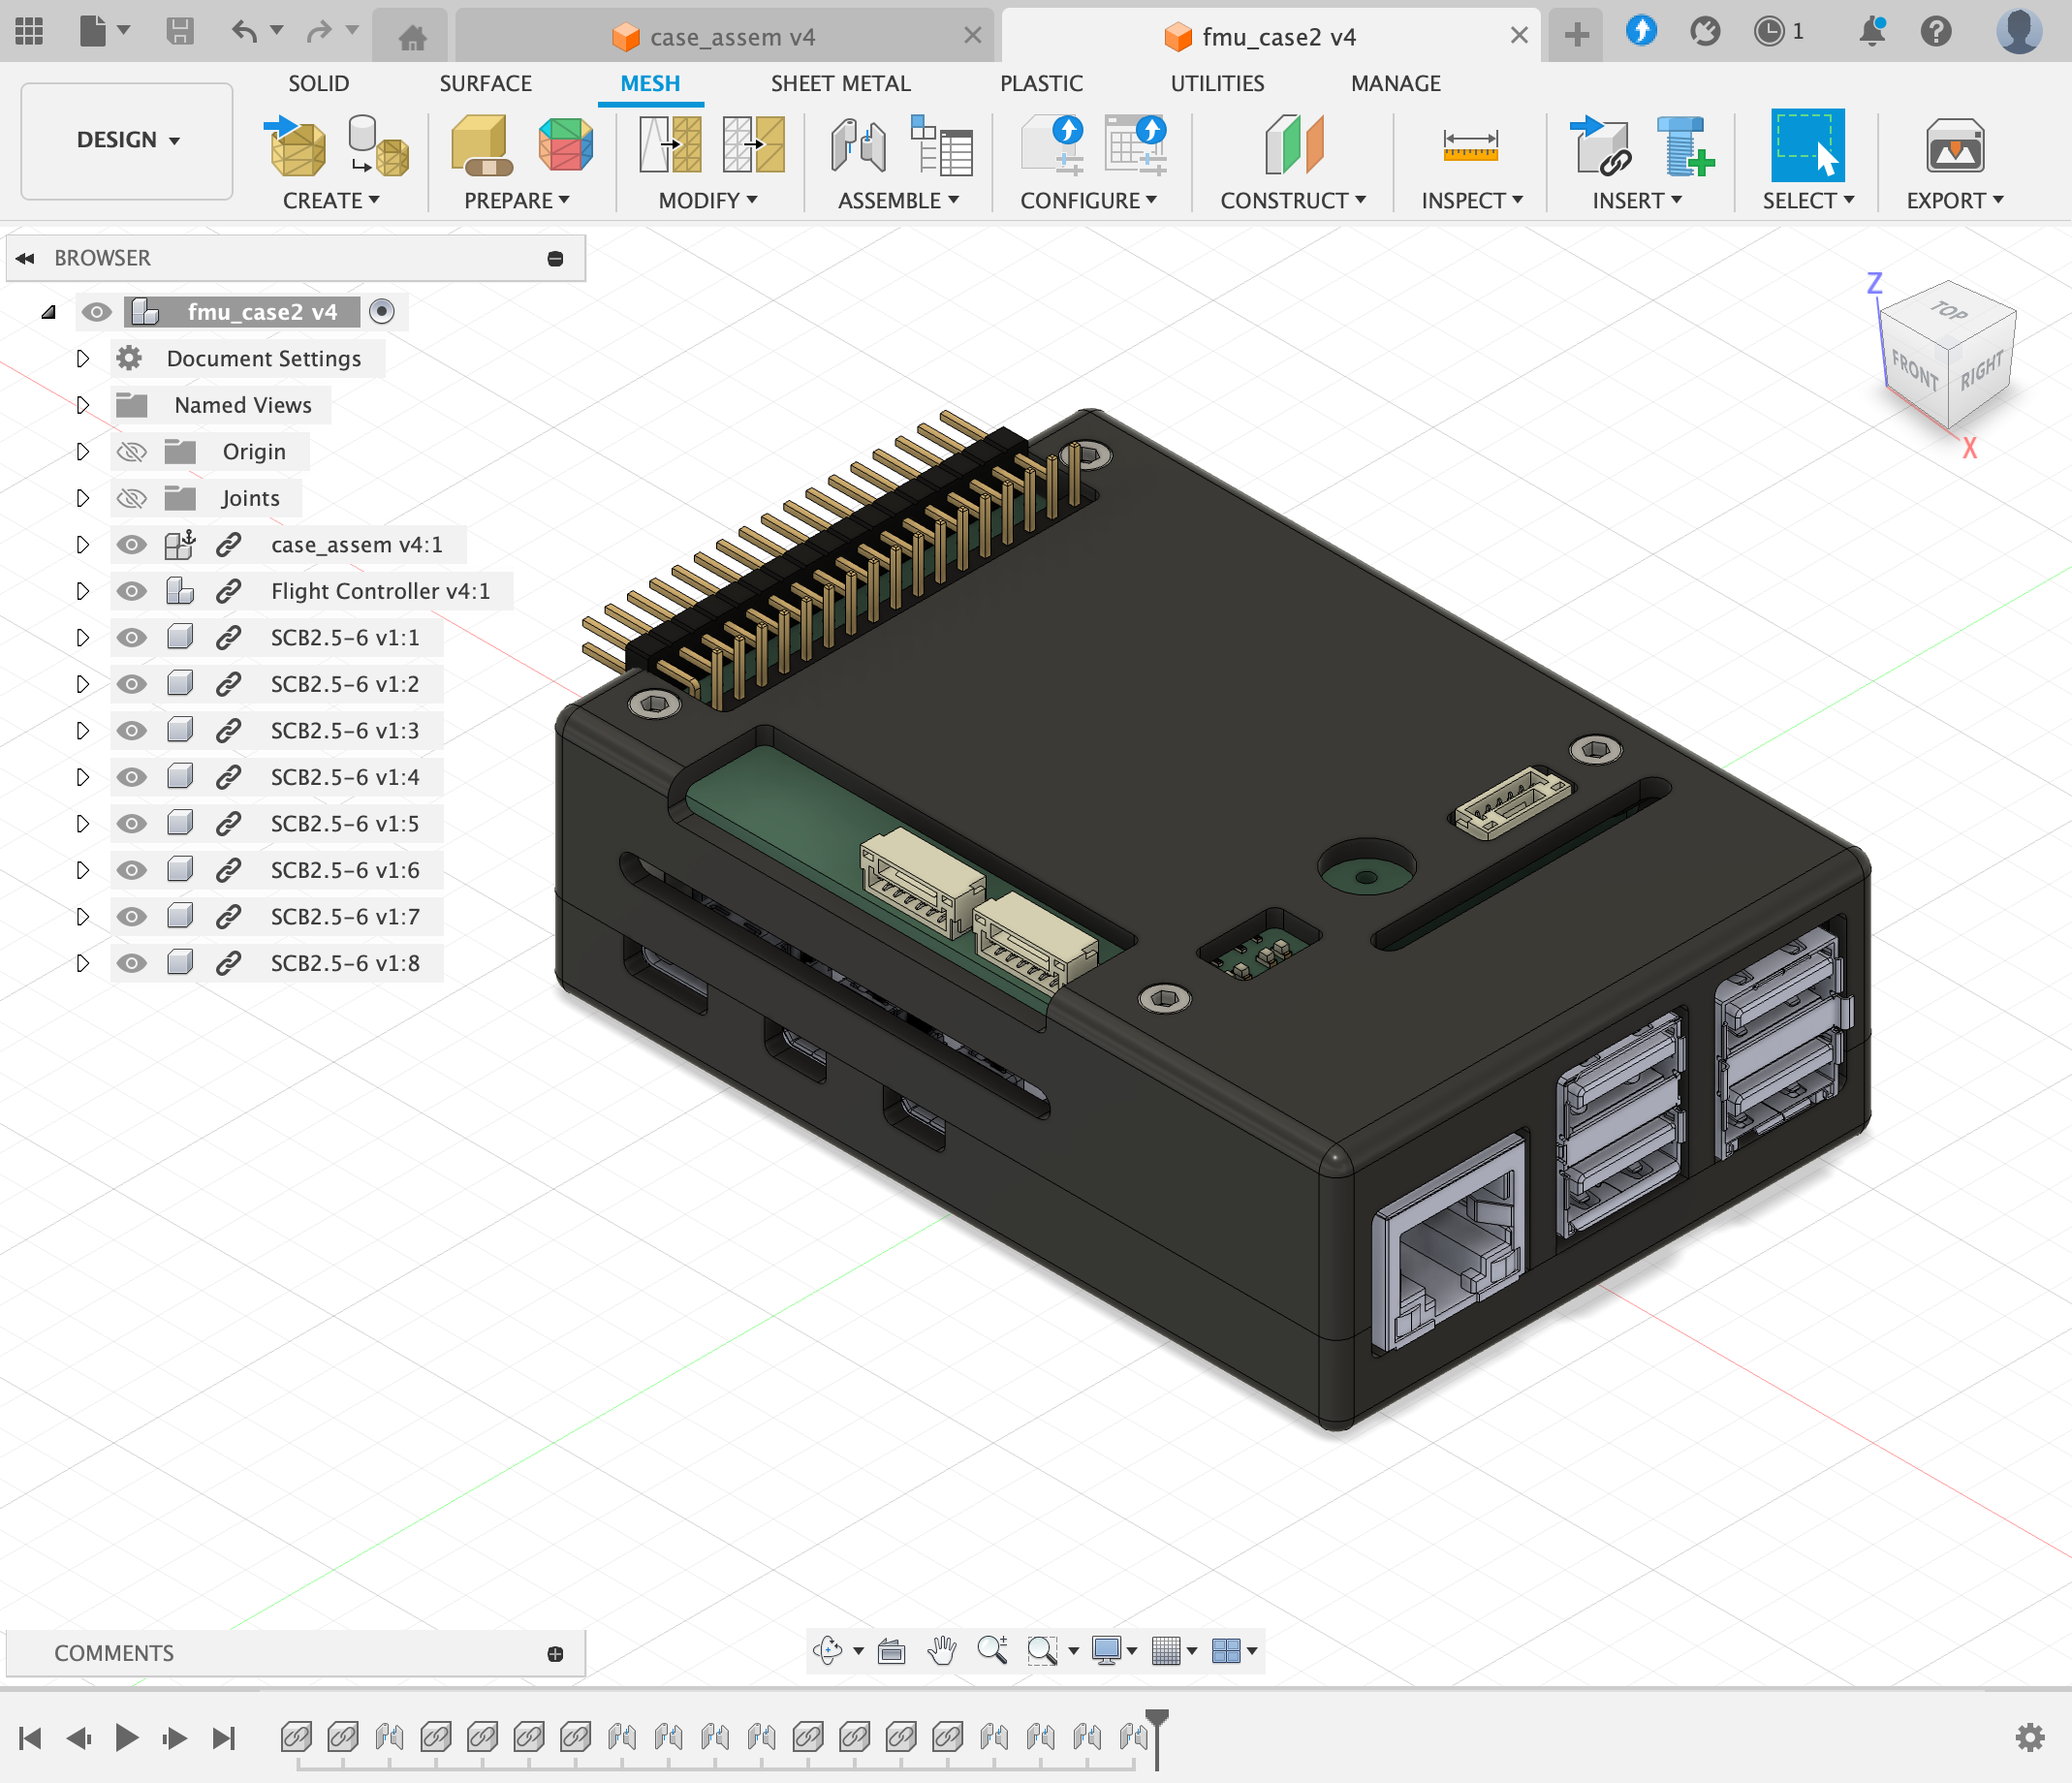 case_assem v4
fmu_case2 v4
1
DESIGN
SOLID
SURFACE
MESH
SHEET METAL
PLASTIC
UTILITIES
MANAGE
CREATE
PREPARE
MODIFY
ASSEMBLE
CONFIGURE
CONSTRUCT
INSPECT
INSERT
SELECT
EXPORT
BROWSER
fmu_case2 v4
Document Settings
Named Views
Origin
Joints
case_assem v4:1
Flight Controller v4:1
SCB2.5-6 v1:1
SCB2.5-6 v1:2
SCB2.5-6 v1:3
SCB2.5-6 v1:4
SCB2.5-6 v1:5
SCB2.5-6 v1:6
SCB2.5-6 v1:7
SCB2.5-6 v1:8
Z
TOP
FRONT
RIGHT
X
COMMENTS